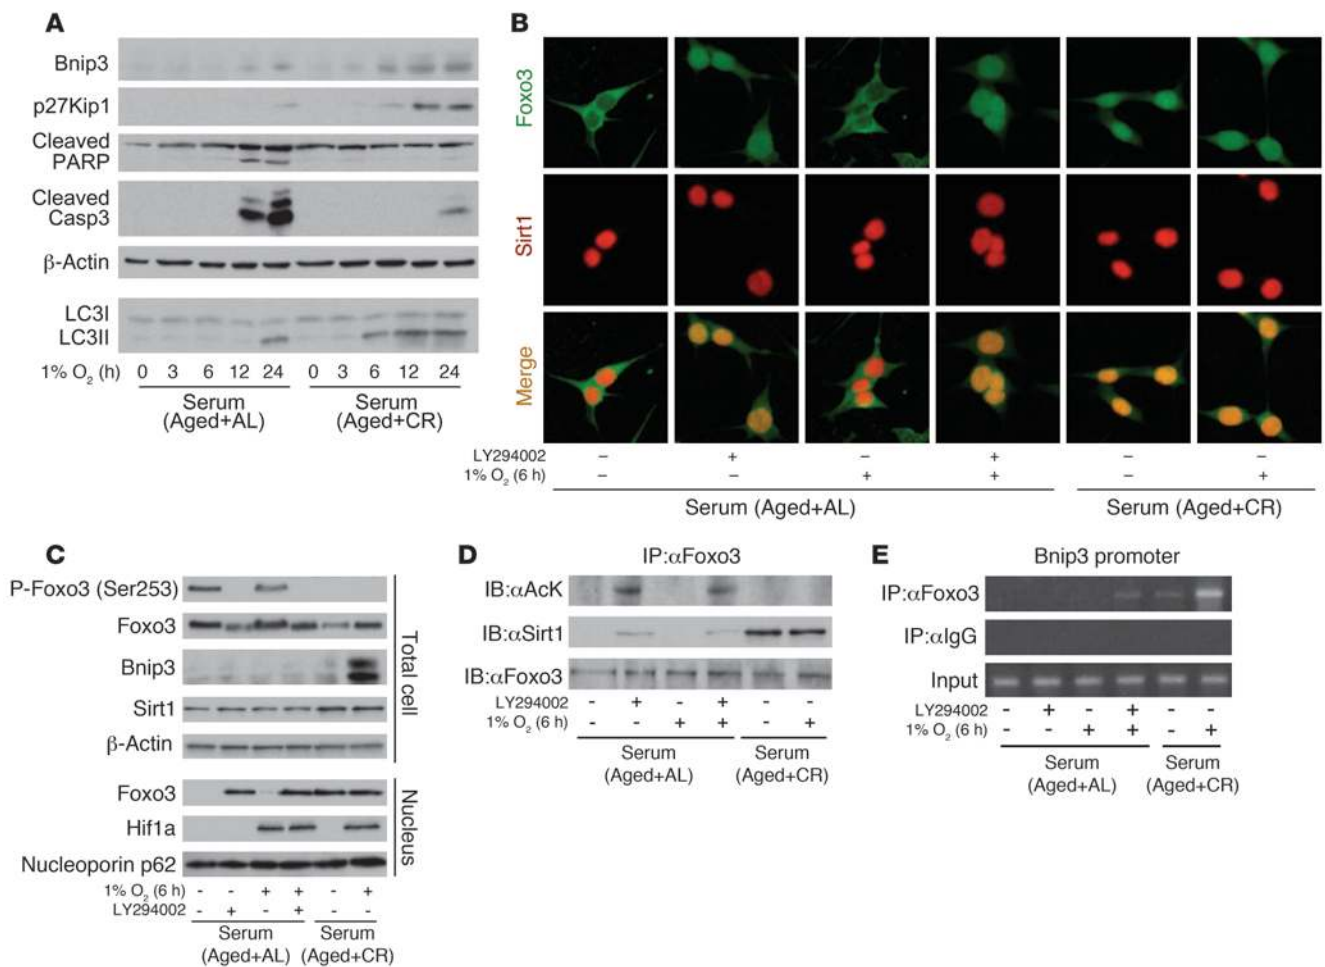 A
Bnip3
p27Kip1
Cleaved
PARP
Cleaved
Casp3
β-Actin
LC3I
LC3II
1% O2 (h) 0 3 6 12 24 0 3 6 12 24
Serum
(Aged+AL)
Serum
(Aged+CR)
B
Foxo3
Sirt1
Merge
LY294002 – + – + – –
1% O2 (6 h) – – + + – +
Serum (Aged+AL) Serum (Aged+CR)
C
P-Foxo3 (Ser253)
Foxo3
Bnip3
Sirt1
β-Actin
Total cell
Foxo3
Hif1a
Nucleoporin p62
Nucleus
1% O2 (6 h) - - + + - +
LY294002 - + - + - -
Serum
(Aged+AL)
Serum
(Aged+CR)
D
IP:αFoxo3
IB:αAcK
IB:αSirt1
IB:αFoxo3
LY294002 - + - + - -
1% O2 (6 h) - - + + - +
Serum
(Aged+AL)
Serum
(Aged+CR)
E
Bnip3 promoter
IP:αFoxo3
IP:αIgG
Input
LY294002 - + - + - -
1% O2 (6 h) - - + + - +
Serum
(Aged+AL)
Serum
(Aged+CR)